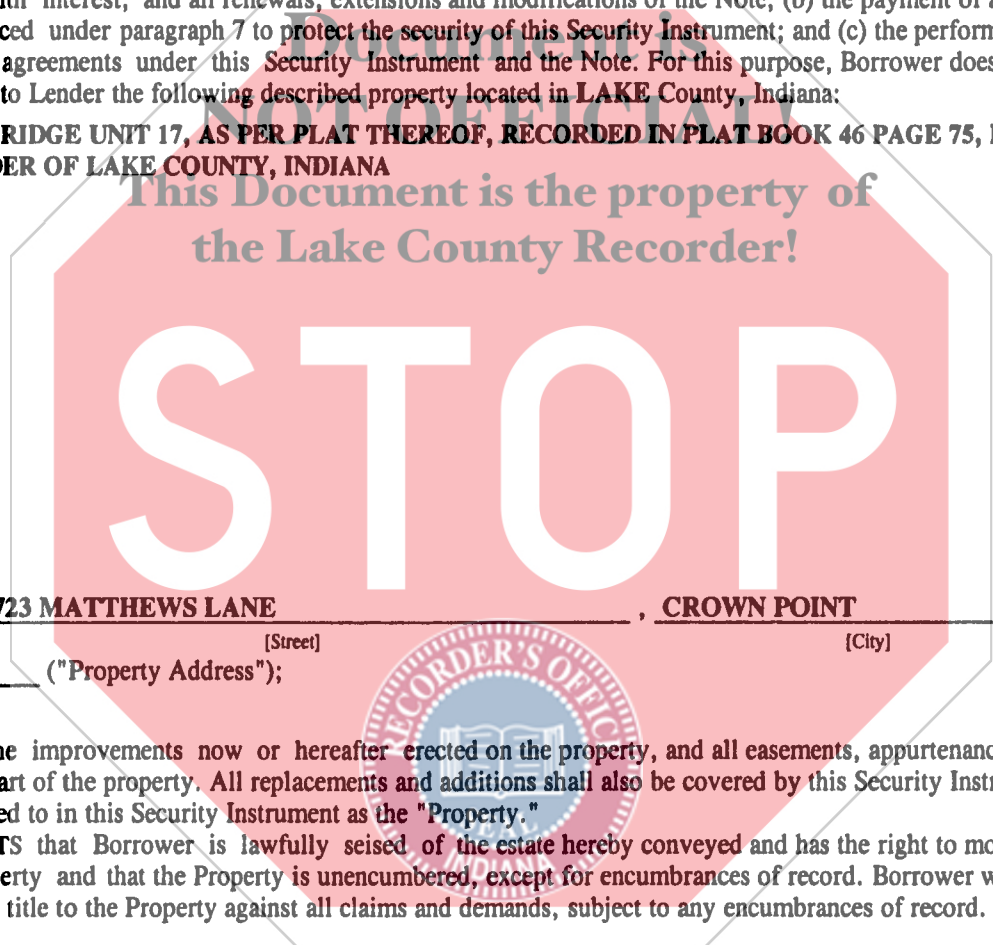 interest, and all renewals, extensions and modifications of the Note; (b) the payment of
ced under paragraph 7 to protect the security of this Security Instrument; and (c) the perform
agreements under this Security Instrument and the Note. For this purpose, Borrower does
to Lender the following described property located in LAKE County, Indiana:
RIDGE UNIT 17, AS PER PLAT THEREOF, RECORDED IN PLAT BOOK 46 PAGE 75,
ER OF LAKE COUNTY, INDIANA
Document is
NOT OFFICIAL!
This Document is the property of
the Lake County Recorder!
STOP
723 MATTHEWS LANE , CROWN POINT
[Street] [City]
("Property Address");
RECORDER'S OFFICE
SEAL
INDIANA
ne improvements now or hereafter erected on the property, and all easements, appurtenanc
art of the property. All replacements and additions shall also be covered by this Security Instr
ed to in this Security Instrument as the "Property."
TS that Borrower is lawfully seised of the estate hereby conveyed and has the right to mo
erty and that the Property is unencumbered, except for encumbrances of record. Borrower w
title to the Property against all claims and demands, subject to any encumbrances of record.